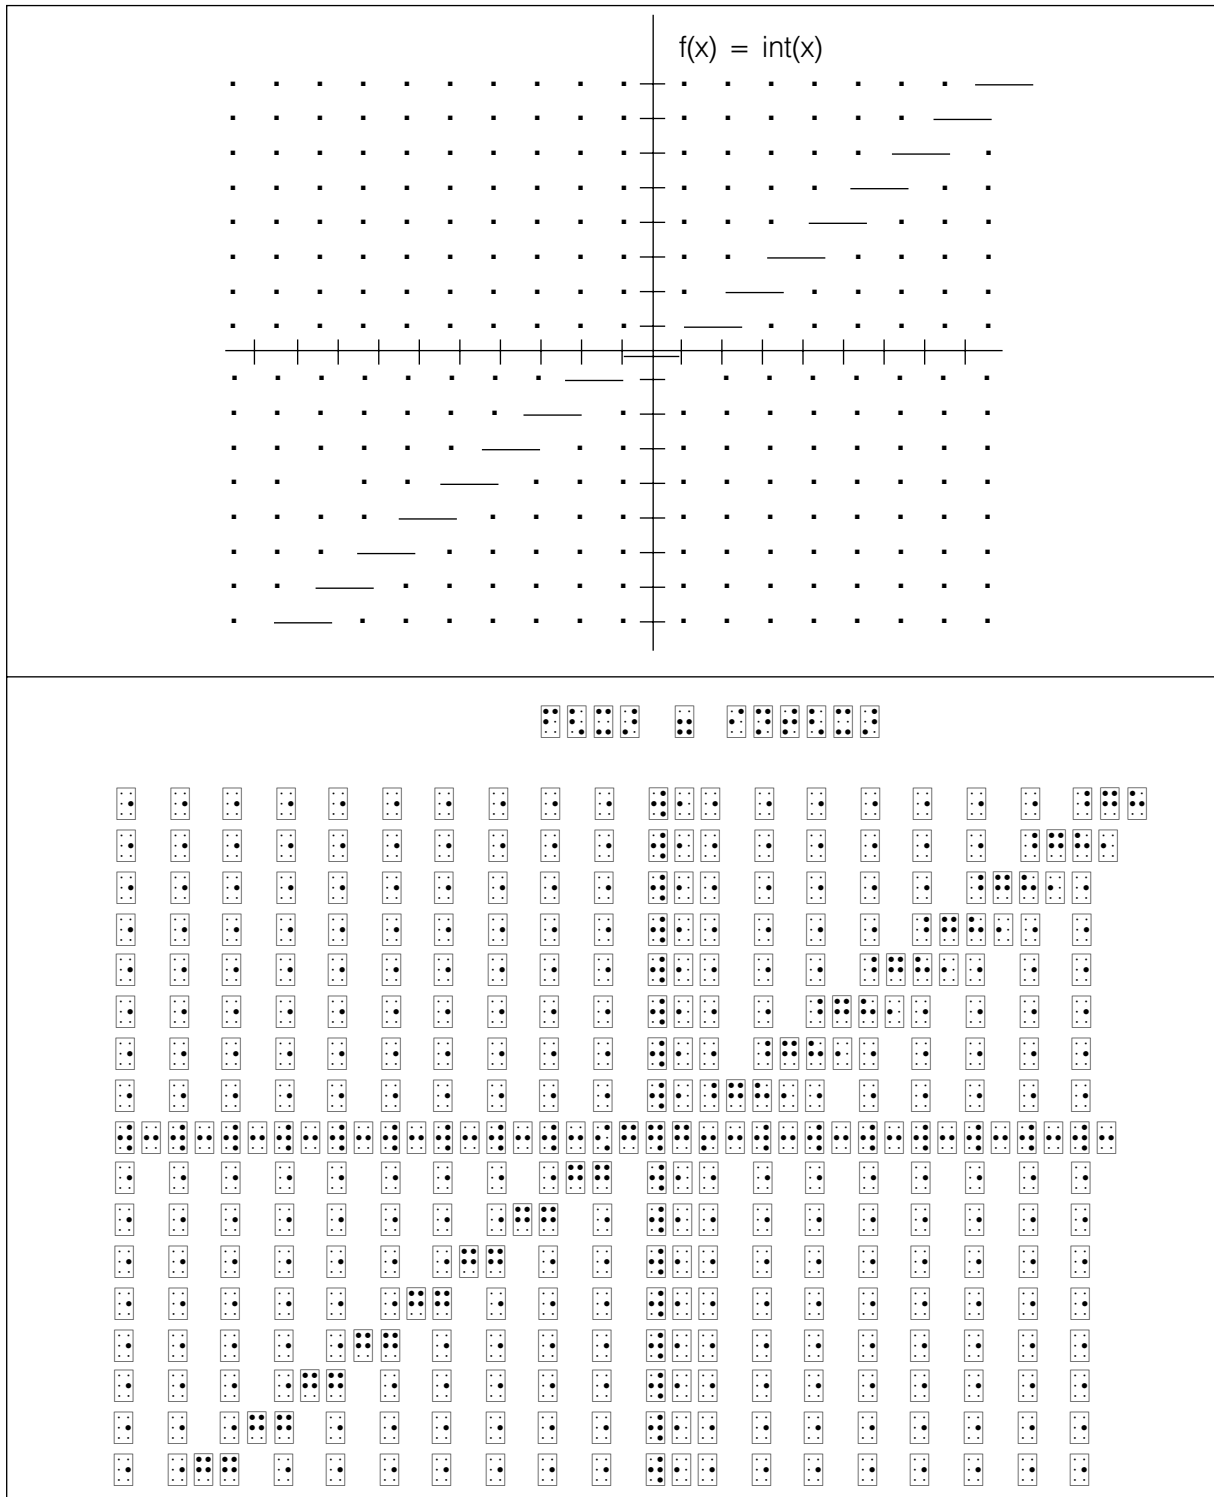 f(x) = int(x)
⠋⠣⠭⠜ ⠶ ⠊⠝⠞⠣⠭⠜